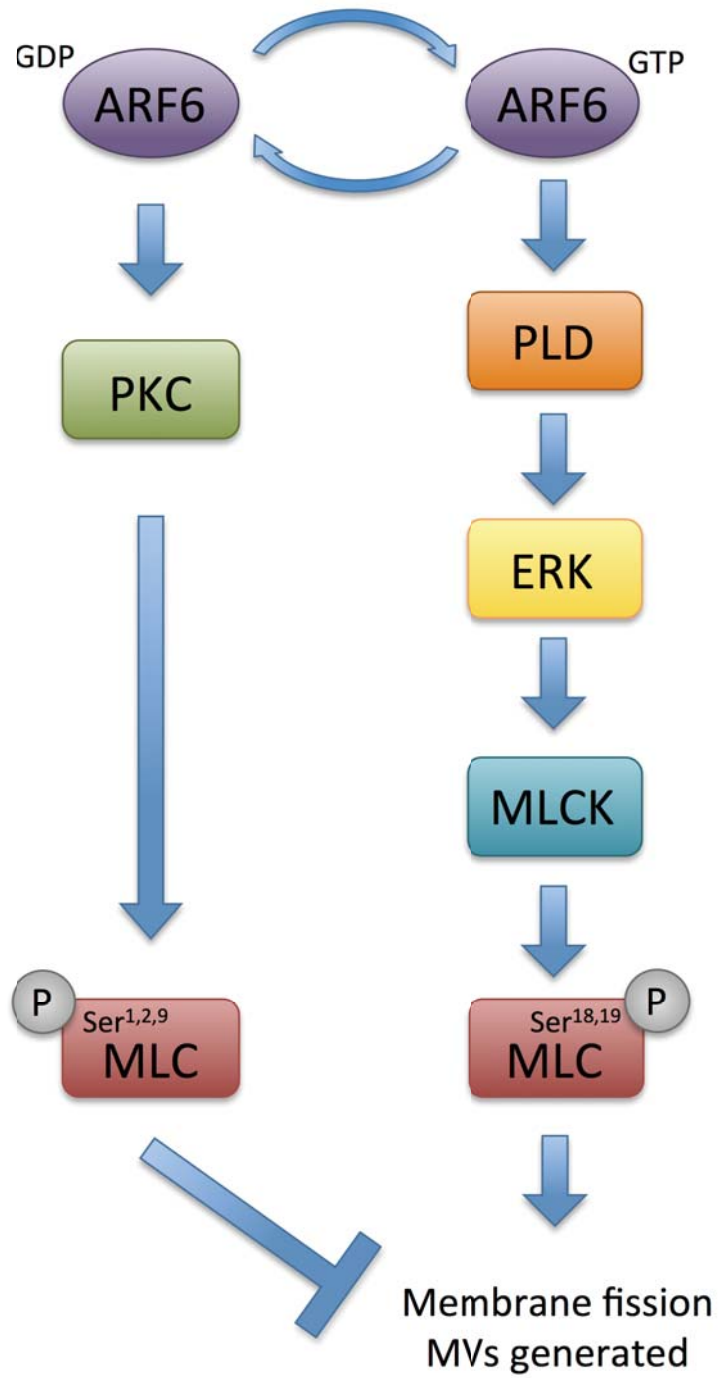 GDP
ARF6
ARF6
GTP
PKC
PLD
ERK
MLCK
P
Ser1,2,9
MLC
Ser18,19
P
MLC
Membrane fission
MVs generated